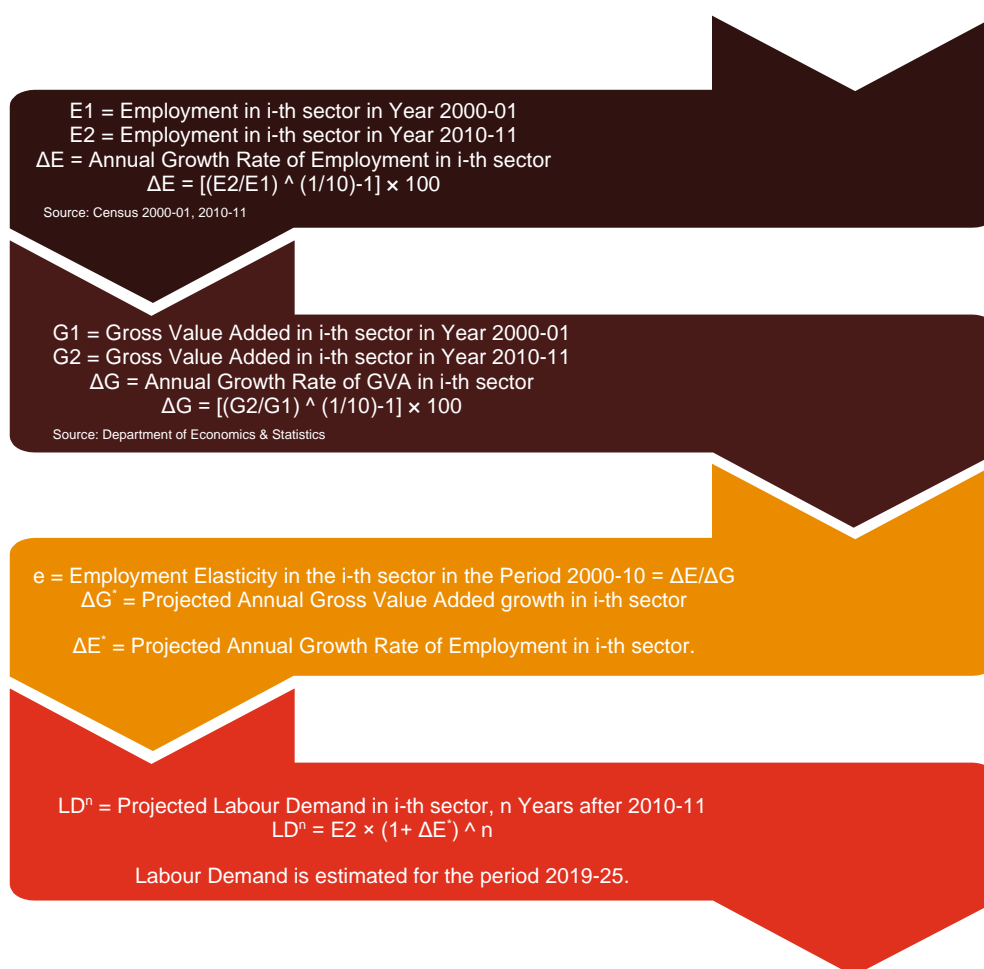 E1 = Employment in i-th sector in Year 2000-01
E2 = Employment in i-th sector in Year 2010-11
ΔE = Annual Growth Rate of Employment in i-th sector
ΔE = [(E2/E1) ^ (1/10)-1] × 100
Source: Census 2000-01, 2010-11
G1 = Gross Value Added in i-th sector in Year 2000-01
G2 = Gross Value Added in i-th sector in Year 2010-11
ΔG = Annual Growth Rate of GVA in i-th sector
ΔG = [(G2/G1) ^ (1/10)-1] × 100
Source: Department of Economics & Statistics
e = Employment Elasticity in the i-th sector in the Period 2000-10 = ΔE/ΔG
ΔG* = Projected Annual Gross Value Added growth in i-th sector
ΔE* = Projected Annual Growth Rate of Employment in i-th sector.
LDⁿ = Projected Labour Demand in i-th sector, n Years after 2010-11
LDⁿ = E2 × (1+ ΔE*) ^ n
Labour Demand is estimated for the period 2019-25.